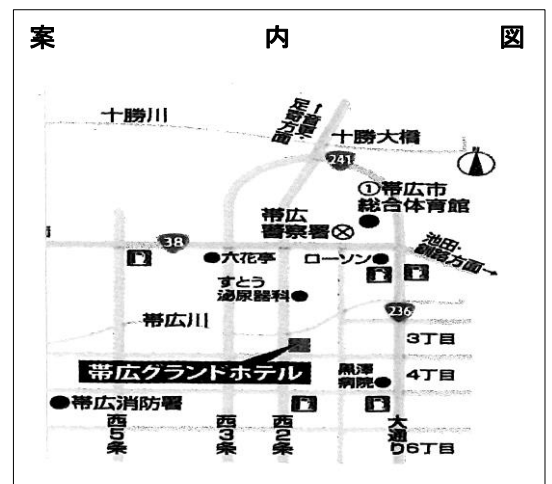 案 内 図
十勝川
↑音更・
足寄方面
十勝大橋
241
①帯広市
総合体育館
帯広
警察署
38
六花亭
ローソン
池田・
釧路方面→
すとう
泌尿器科
帯広川
236
3丁目
帯広グランドホテル
黒澤
病院
4丁目
帯広消防署
西5条
西3条
西2条
大通り
6丁目